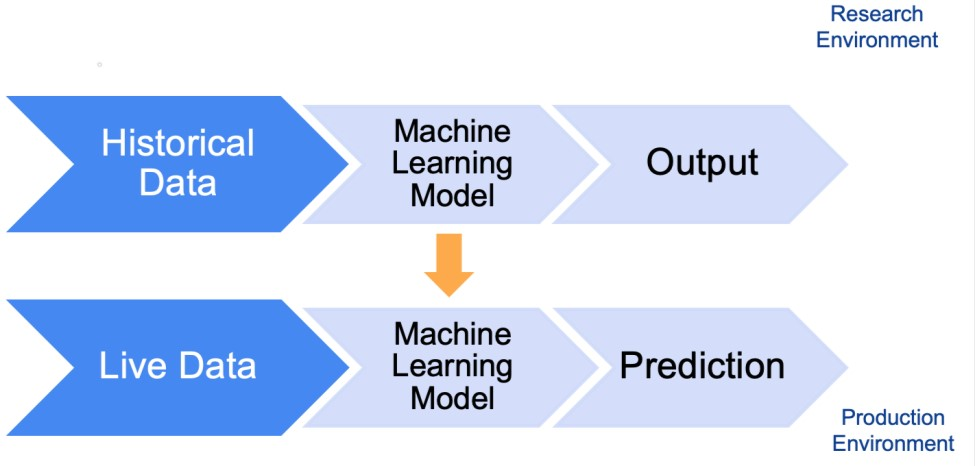 Research
Environment
Historical
Data
Machine
Learning
Model
Output
Live Data
Machine
Learning
Model
Prediction
Production
Environment